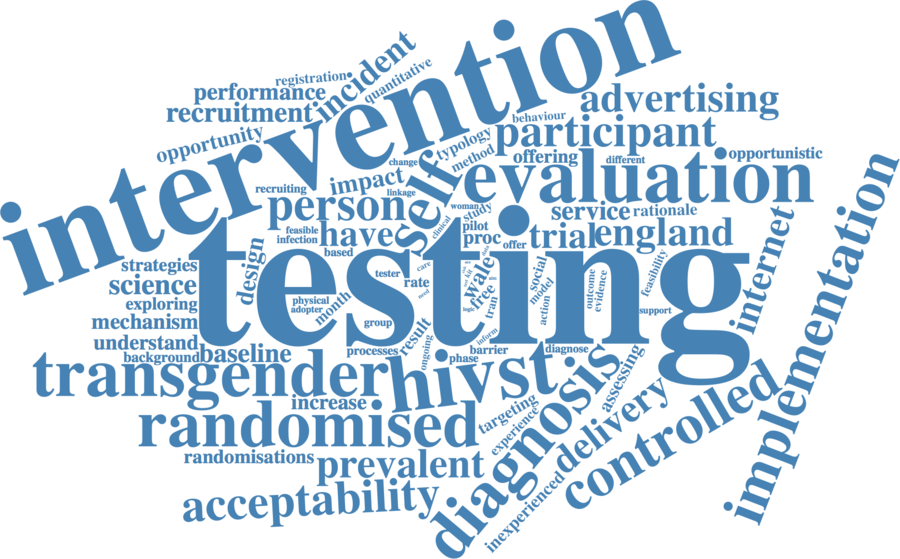 intervention
testing
registration
quantitative
incident
performance
recruitment
opportunity
advertising
behaviour
participant
typology
method
offering
different
opportunistic
change
self
evaluation
impact
linkage
recruiting
person
woman
study
service
rationale
clinical
pilot
feasible
infection
have
proc
offer
trial
england
based
design
strategies
science
exploring
mechanism
understand
background
baseline
tester
care
rate
used
wale
free
tran
kit
social
model
action
outcome
evidence
feasibility
support
internet
implementation
physical
adopter
month
group
result
ongoing
processes
inform
barrier
phase
diagnose
transgender
hivst
increase
randomised
randomisations
prevalent
acceptability
targeting
experience
diagnosis
assessing
delivery
inexperienced
controlled